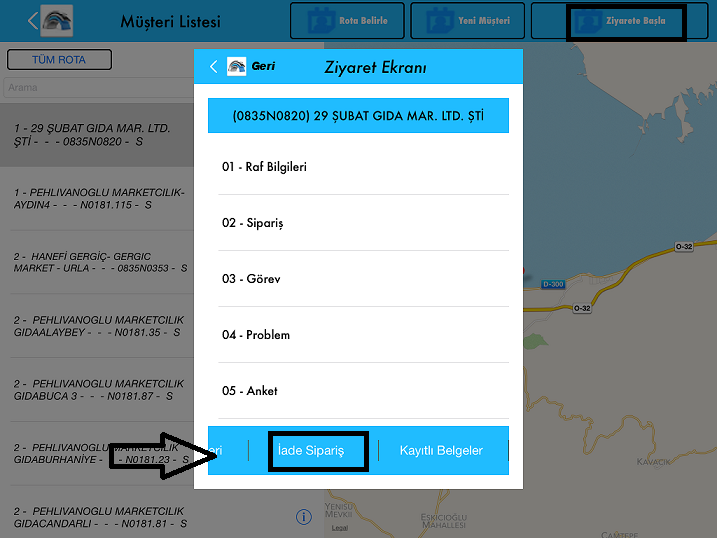 Müşteri Listesi
Rota Belirle
Yeni Müşteri
Ziyarete Başla
TÜM ROTA
Arama
1 - 29 ŞUBAT GIDA MAR. LTD.
ŞTİ - - - 0835N0820 - S
1 - PEHLIVANOGLU MARKETCILIK-
AYDIN4 - - - N0181.115 - S
2 - HANEFİ GERGİÇ- GERGIC
MARKET - URLA - - - 0835N0353 - S
2 - PEHLIVANOGLU MARKETCILIK
GIDAALAYBEY - - - N0181.35 - S
2 - PEHLIVANOGLU MARKETCILIK
GIDABUCA 3 - - - N0181.87 - S
2 - PEHLIVANOGLU MARKETCILIK
GIDABURHANİYE - - - N0181.23 - S
2 - PEHLIVANOGLU MARKETCILIK
GIDACANDARLI - - - N0181.81 - S
Geri
Ziyaret Ekranı
(0835N0820) 29 ŞUBAT GIDA MAR. LTD. ŞTİ
01 - Raf Bilgileri
02 - Sipariş
03 - Görev
04 - Problem
05 - Anket
eri
İade Sipariş
Kayıtlı Belgeler
O-32
D-300
O-32
KAVACIK
YENİSU
MEVKİİ
ESKİCİOĞLU
MAHALLESİ
ÇAMTEPE
Legal